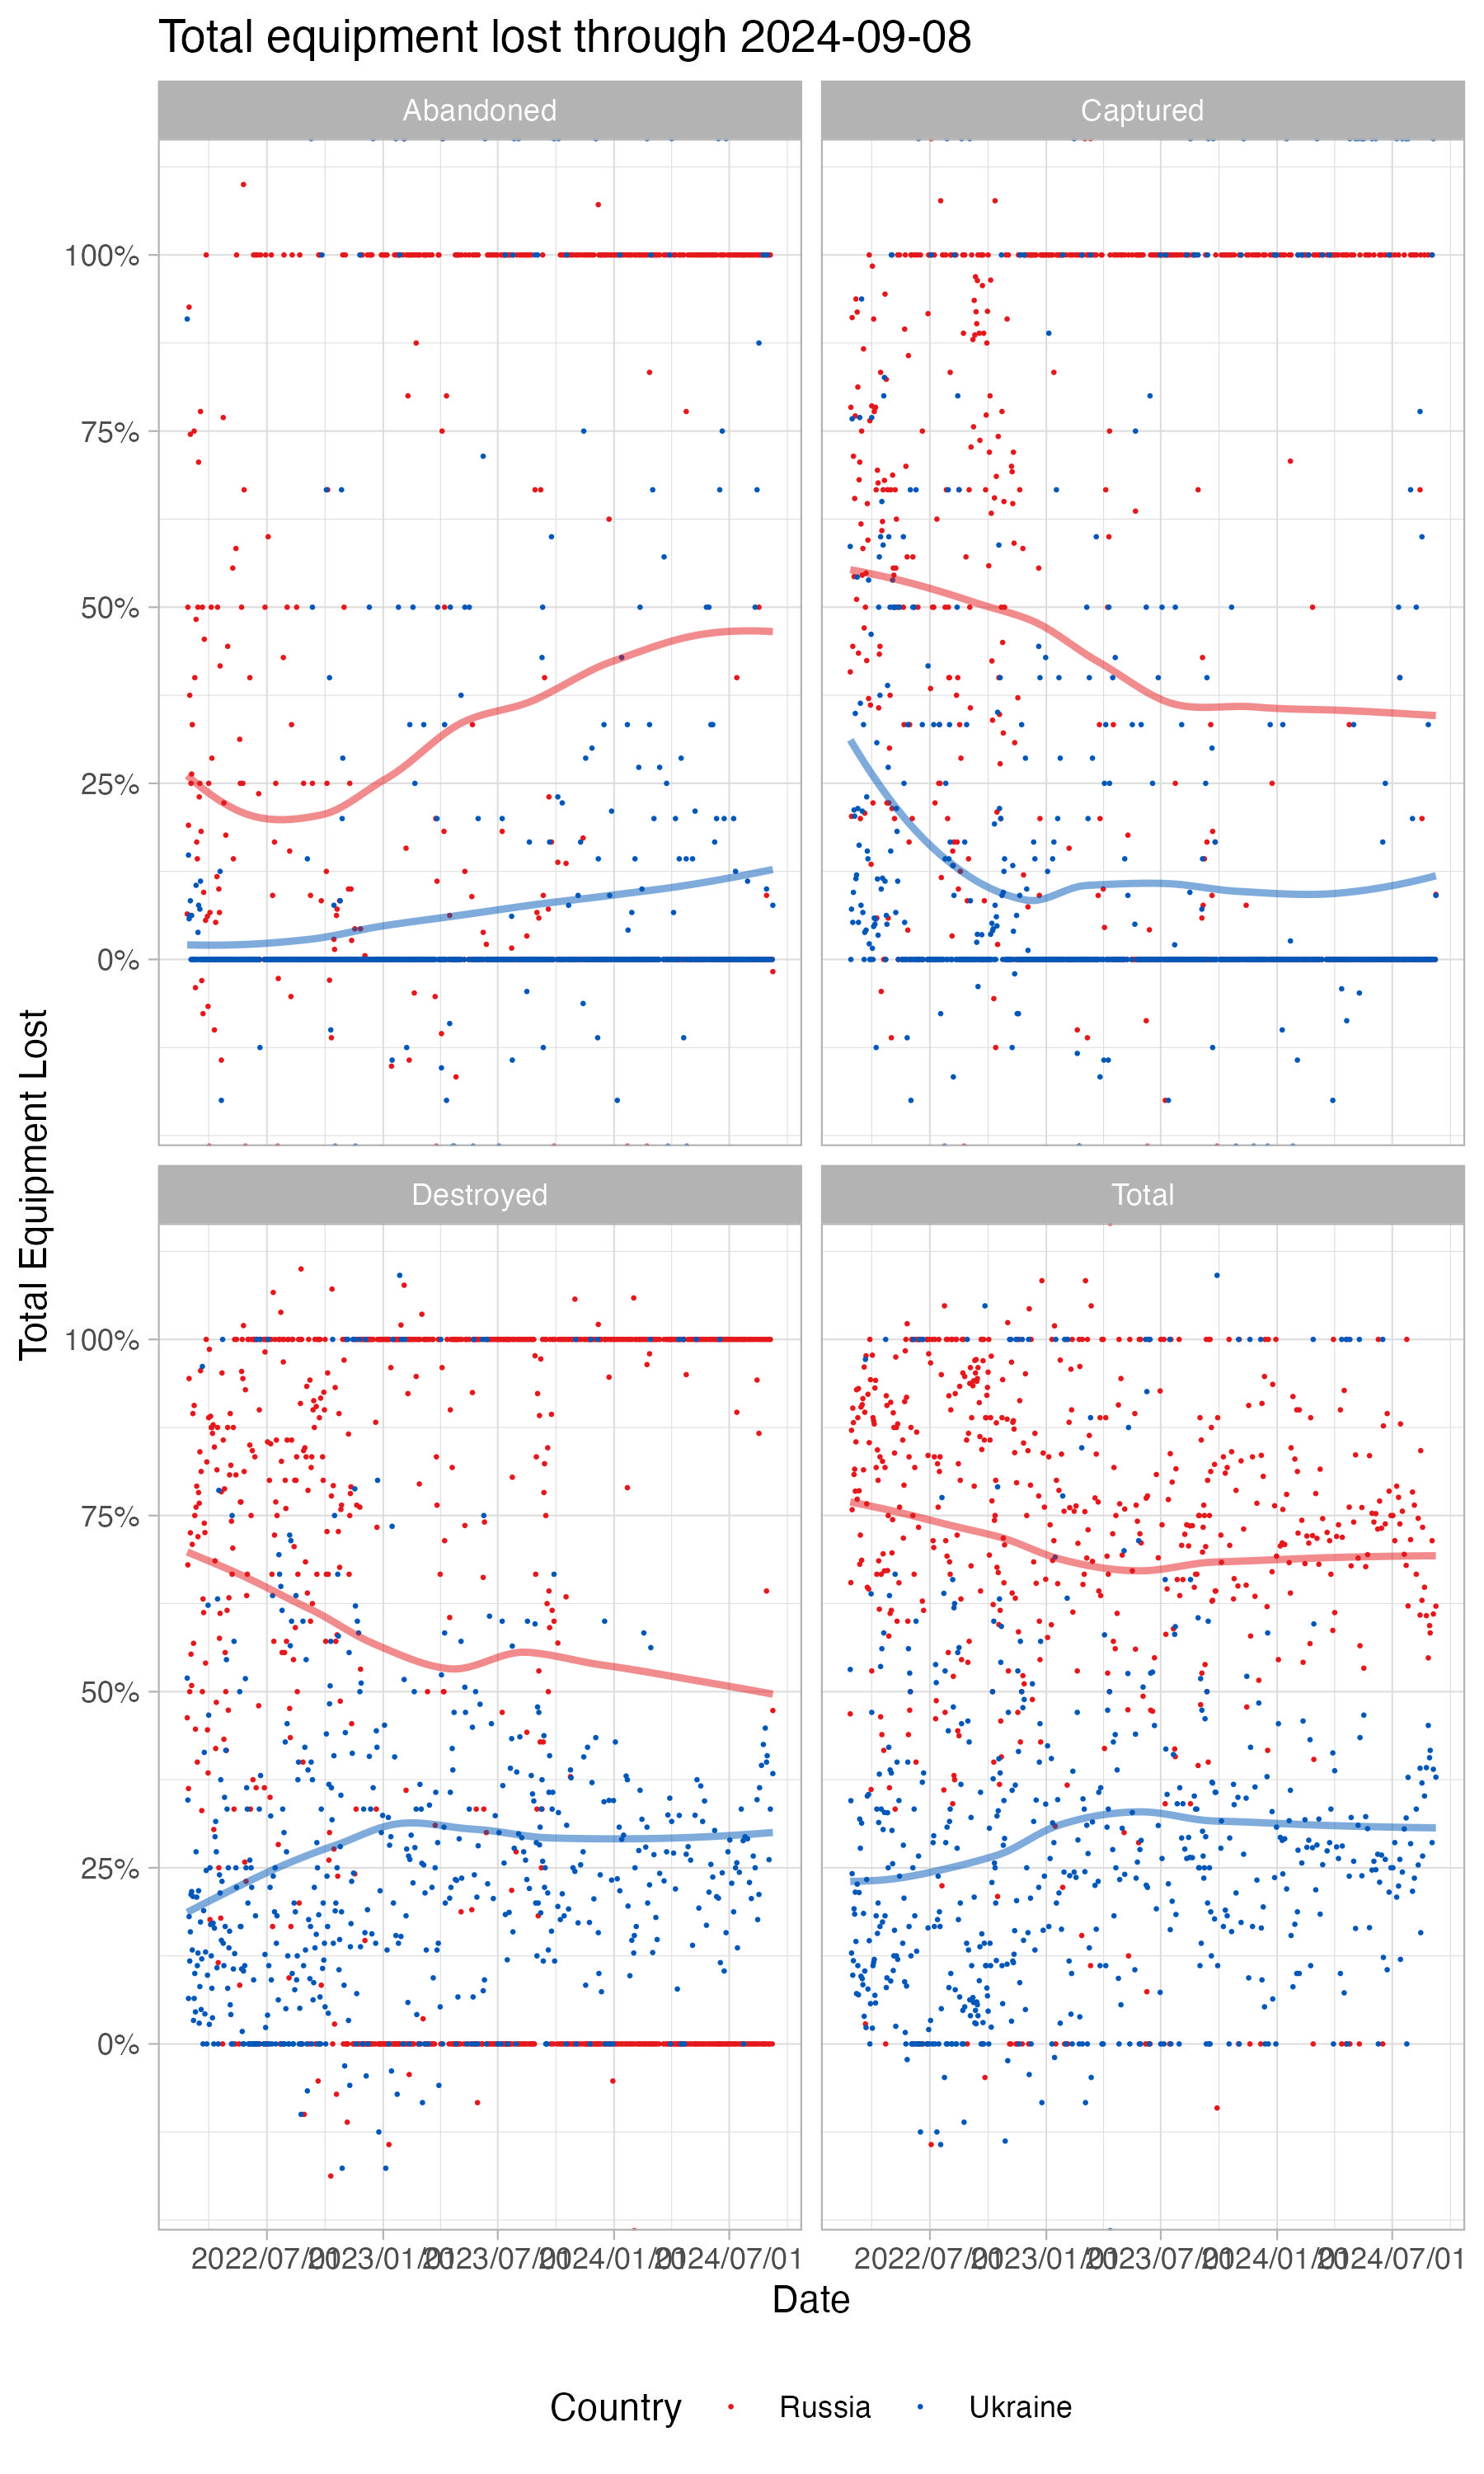 Total equipment lost through 2024-09-08
Abandoned
Captured
100%
75%
50%
25%
0%
Total Equipment Lost
Destroyed
Total
100%
75%
50%
25%
0%
2022/07/01 2023/01/01 2023/07/01 2024/01/01 2024/07/01
2022/07/01 2023/01/01 2023/07/01 2024/01/01 2024/07/01
Date
Country Russia Ukraine